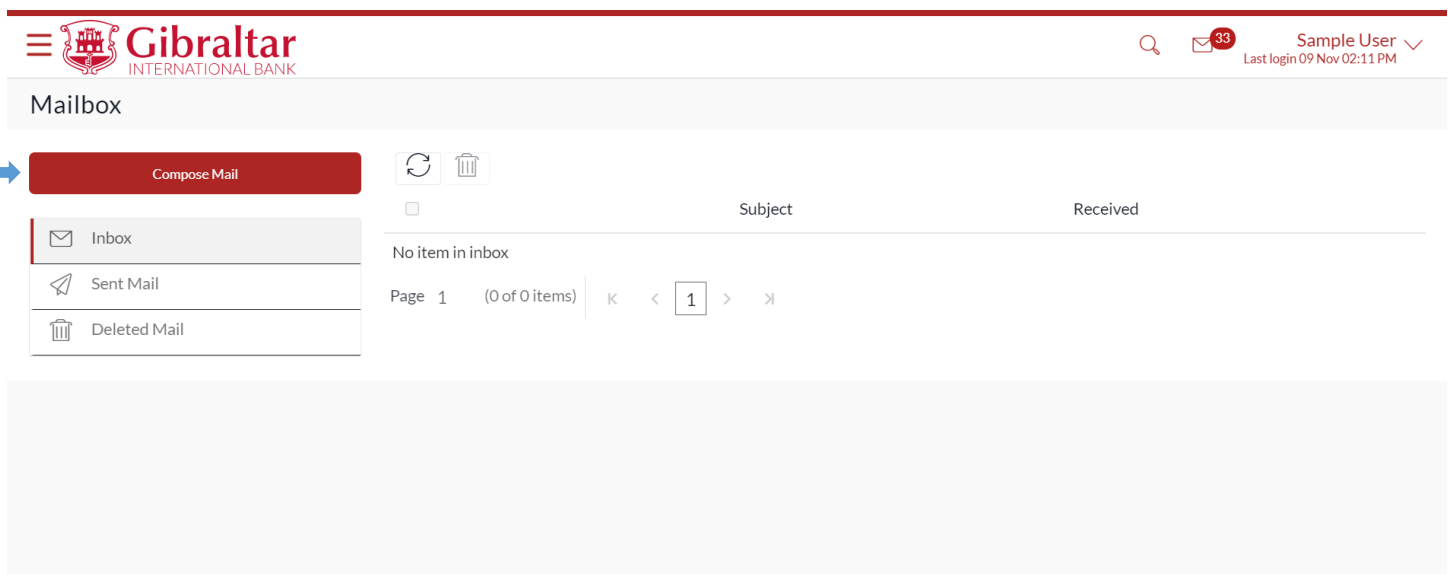 Gibraltar
INTERNATIONAL BANK
33
Sample User
Last login 09 Nov 02:11 PM
Mailbox
Compose Mail
Inbox
Sent Mail
Deleted Mail
Subject Received
No item in inbox
Page 1 (0 of 0 items) 1